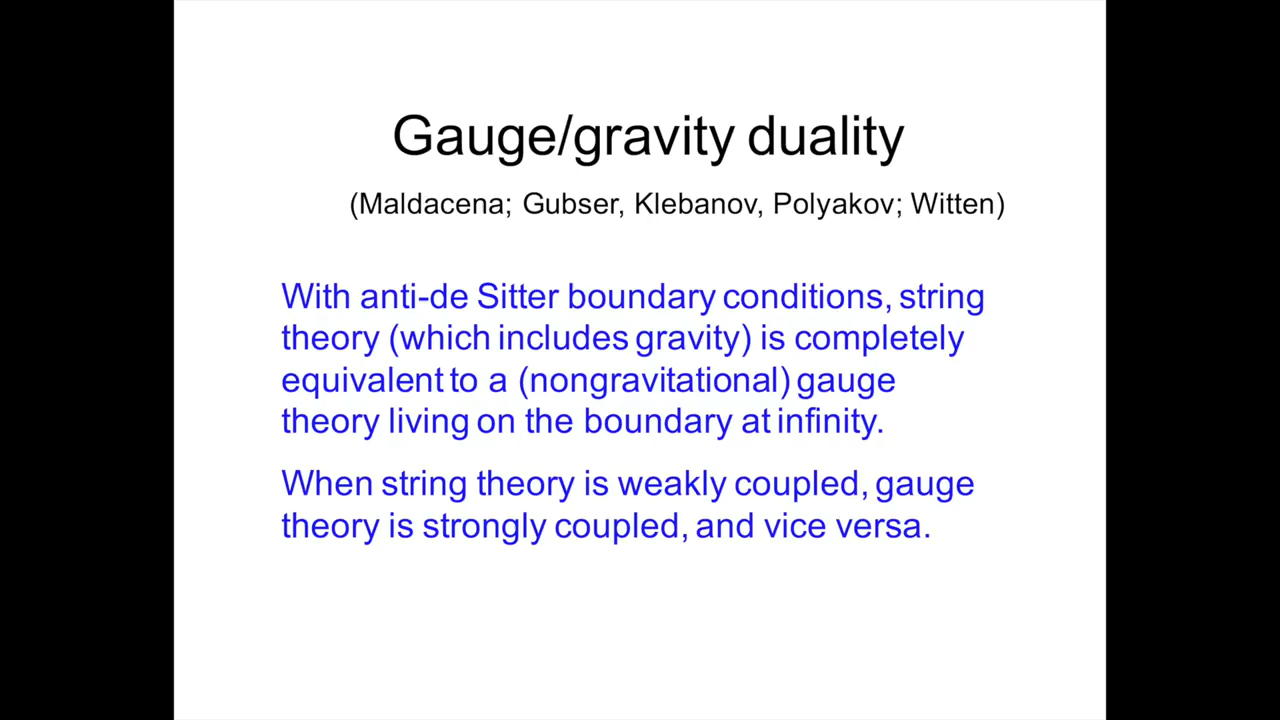 Gauge/gravity duality
(Maldacena; Gubser, Klebanov, Polyakov; Witten)
With anti-de Sitter boundary conditions, string
theory (which includes gravity) is completely
equivalent to a (nongravitational) gauge
theory living on the boundary at infinity.
When string theory is weakly coupled, gauge
theory is strongly coupled, and vice versa.